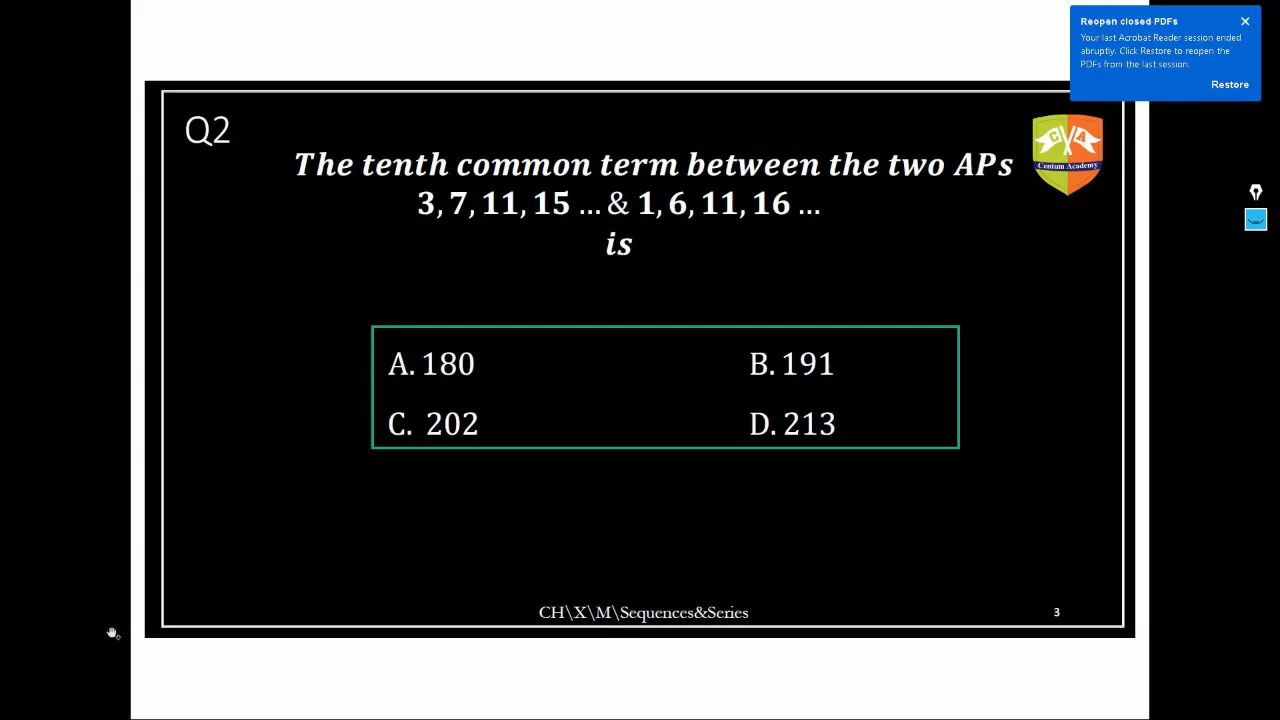 Reopen closed PDFs
Your last Acrobat Reader session ended
abruptly. Click Restore to reopen the
PDFs from the last session.
Restore
Q2
The tenth common term between the two APs
3, 7, 11, 15 ... & 1, 6, 11, 16 ...
is
C A
Centum Academy
A. 180
B. 191
C. 202
D. 213
CH\X\M\Sequences&Series
3